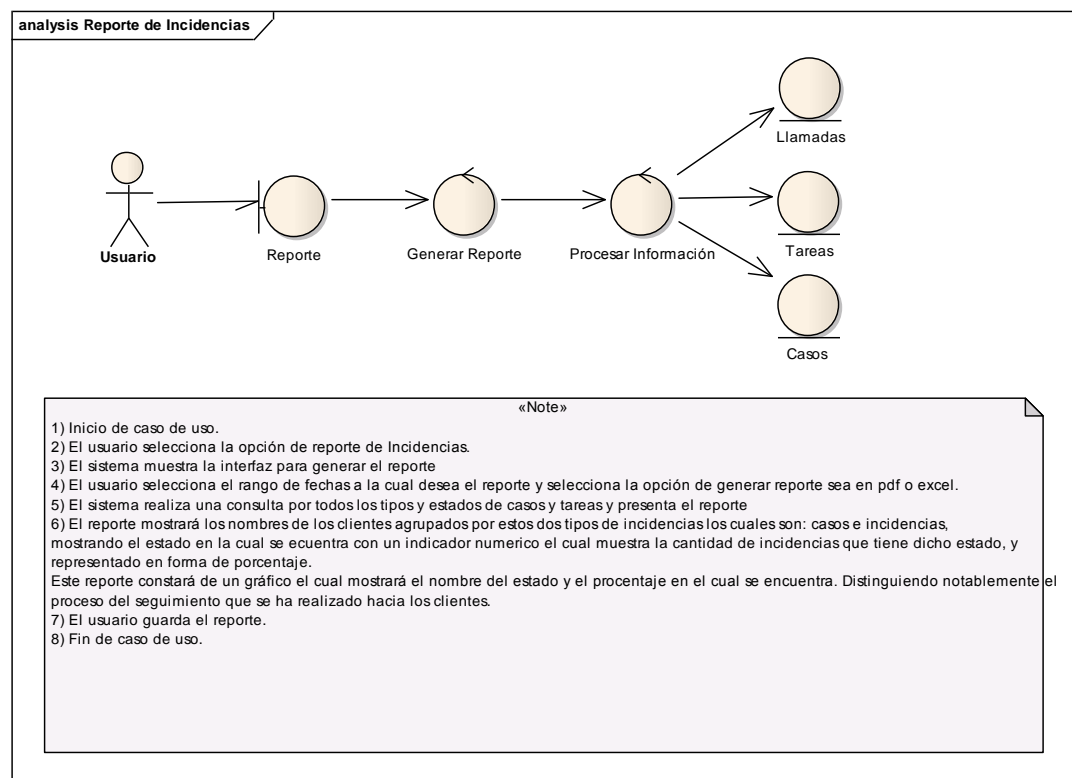 analysis Reporte de Incidencias
Llamadas
Usuario
Reporte
Generar Reporte
Procesar Información
Tareas
Casos
«Note»
1) Inicio de caso de uso.
2) El usuario selecciona la opción de reporte de Incidencias.
3) El sistema muestra la interfaz para generar el reporte
4) El usuario selecciona el rango de fechas a la cual desea el reporte y selecciona la opción de generar reporte sea en pdf o excel.
5) El sistema realiza una consulta por todos los tipos y estados de casos y tareas y presenta el reporte
6) El reporte mostrará los nombres de los clientes agrupados por estos dos tipos de incidencias los cuales son: casos e incidencias,
mostrando el estado en la cual se ecuentra con un indicador numerico el cual muestra la cantidad de incidencias que tiene dicho estado, y
representado en forma de porcentaje.
Este reporte constará de un gráfico el cual mostrará el nombre del estado y el procentaje en el cual se encuentra. Distinguiendo notablemente el
proceso del seguimiento que se ha realizado hacia los clientes.
7) El usuario guarda el reporte.
8) Fin de caso de uso.